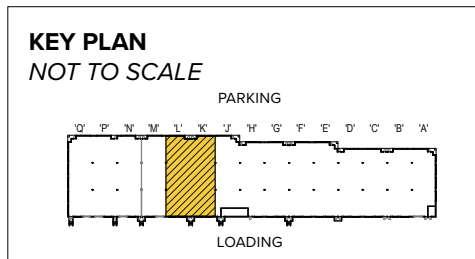 KEY PLAN
NOT TO SCALE
PARKING
'Q' 'P' 'N' 'M' 'L' 'K' 'J' 'H' 'G' 'F' 'E' 'D' 'C' 'B' 'A'
LOADING